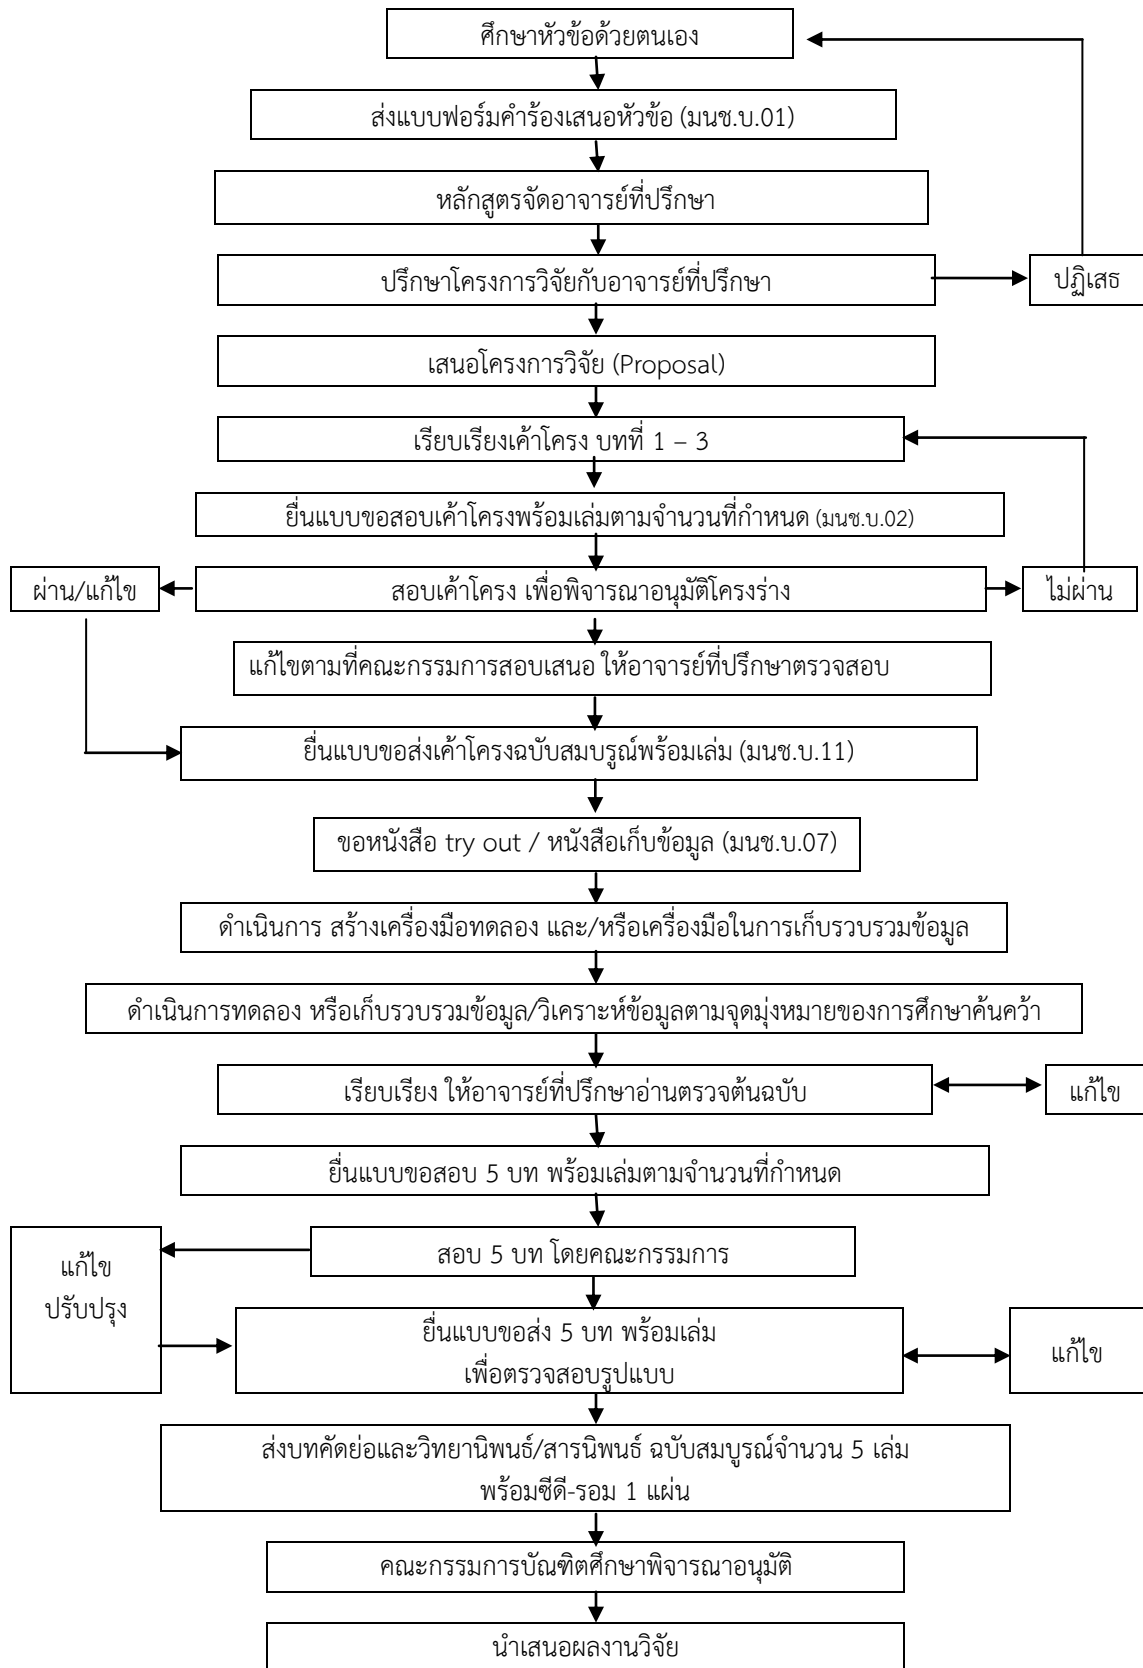 ศึกษาหัวข้อด้วยตนเอง
ส่งแบบฟอร์มคำร้องเสนอหัวข้อ (มนช.บ.01)
หลักสูตรจัดอาจารย์ที่ปรึกษา
ปรึกษาโครงการวิจัยกับอาจารย์ที่ปรึกษา
ปฏิเสธ
เสนอโครงการวิจัย (Proposal)
เรียบเรียงเค้าโครง บทที่ 1 – 3
ยื่นแบบขอสอบเค้าโครงพร้อมเล่มตามจำนวนที่กำหนด (มนช.บ.02)
ผ่าน/แก้ไข
สอบเค้าโครง เพื่อพิจารณาอนุมัติโครงร่าง
ไม่ผ่าน
แก้ไขตามที่คณะกรรมการสอบเสนอ ให้อาจารย์ที่ปรึกษาตรวจสอบ
ยื่นแบบขอส่งเค้าโครงฉบับสมบรูณ์พร้อมเล่ม (มนช.บ.11)
ขอหนังสือ try out / หนังสือเก็บข้อมูล (มนช.บ.07)
ดำเนินการ สร้างเครื่องมือทดลอง และ/หรือเครื่องมือในการเก็บรวบรวมข้อมูล
ดำเนินการทดลอง หรือเก็บรวบรวมข้อมูล/วิเคราะห์ข้อมูลตามจุดมุ่งหมายของการศึกษาค้นคว้า
เรียบเรียง ให้อาจารย์ที่ปรึกษาอ่านตรวจต้นฉบับ
แก้ไข
ยื่นแบบขอสอบ 5 บท พร้อมเล่มตามจำนวนที่กำหนด
สอบ 5 บท โดยคณะกรรมการ
แก้ไข
ปรับปรุง
ยื่นแบบขอส่ง 5 บท พร้อมเล่ม
เพื่อตรวจสอบรูปแบบ
แก้ไข
ส่งบทคัดย่อและวิทยานิพนธ์/สารนิพนธ์ ฉบับสมบูรณ์จำนวน 5 เล่ม
พร้อมซีดี-รอม 1 แผ่น
คณะกรรมการบัณฑิตศึกษาพิจารณาอนุมัติ
นำเสนอผลงานวิจัย